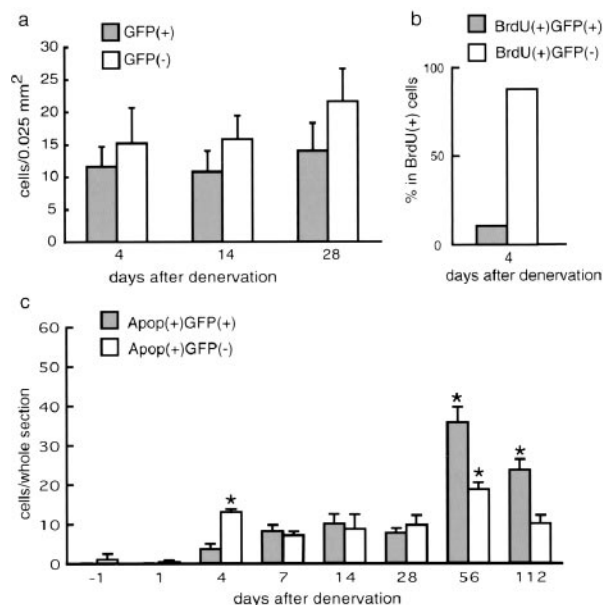 a
GFP(+)
GFP(-)
cells/0.025 mm²
30
25
20
15
10
5
0
4 14 28
days after denervation
b
BrdU(+)GFP(+)
BrdU(+)GFP(-)
% in BrdU(+) cells
100
50
0
4
days after denervation
c
Apop(+)GFP(+)
Apop(+)GFP(-)
cells/whole section
60
50
40
30
20
10
0
* * * *
-1 1 4 7 14 28 56 112
days after denervation